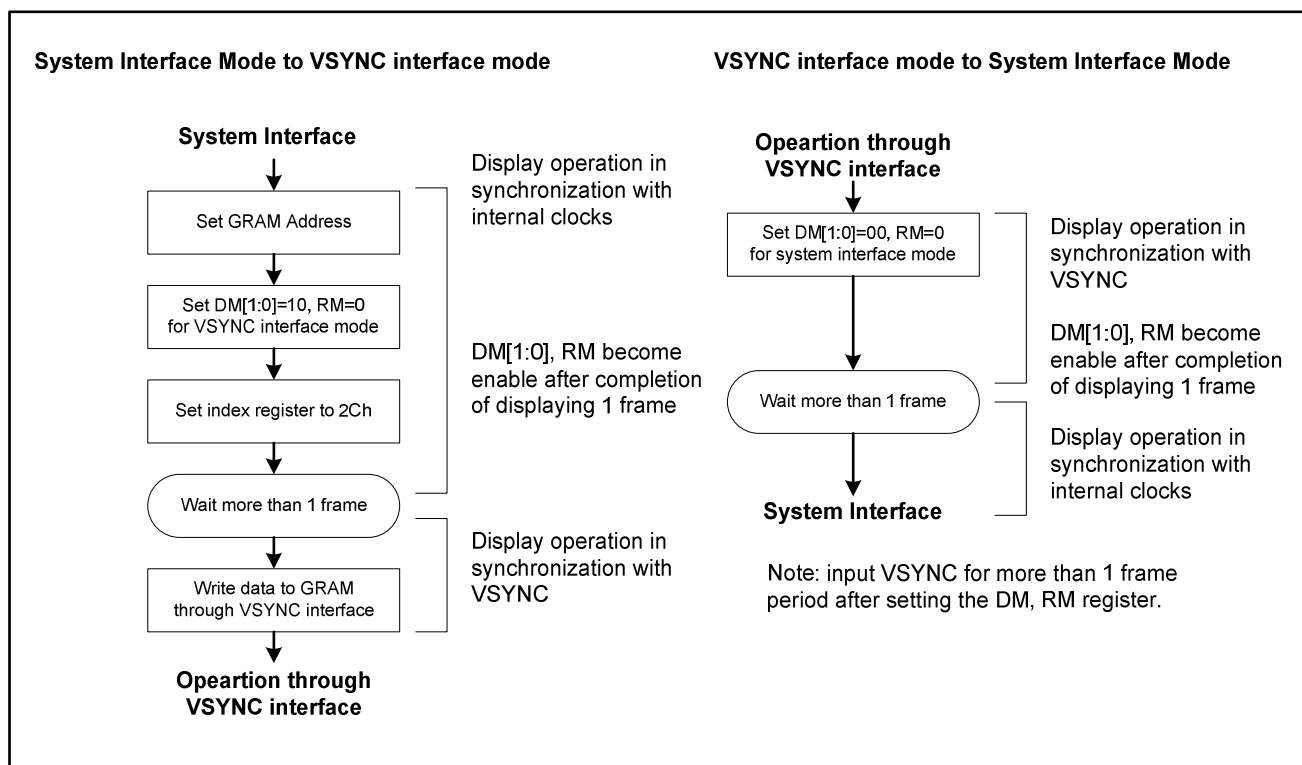 System Interface Mode to VSYNC interface mode
System Interface
Set GRAM Address
Set DM[1:0]=10, RM=0
for VSYNC interface mode
Set index register to 2Ch
Wait more than 1 frame
Write data to GRAM
through VSYNC interface
Opeartion through
VSYNC interface
Display operation in
synchronization with
internal clocks
DM[1:0], RM become
enable after completion
of displaying 1 frame
Display operation in
synchronization with
VSYNC
VSYNC interface mode to System Interface Mode
Opeartion through
VSYNC interface
Set DM[1:0]=00, RM=0
for system interface mode
Wait more than 1 frame
System Interface
Display operation in
synchronization with
VSYNC
DM[1:0], RM become
enable after completion
of displaying 1 frame
Display operation in
synchronization with
internal clocks
Note: input VSYNC for more than 1 frame
period after setting the DM, RM register.